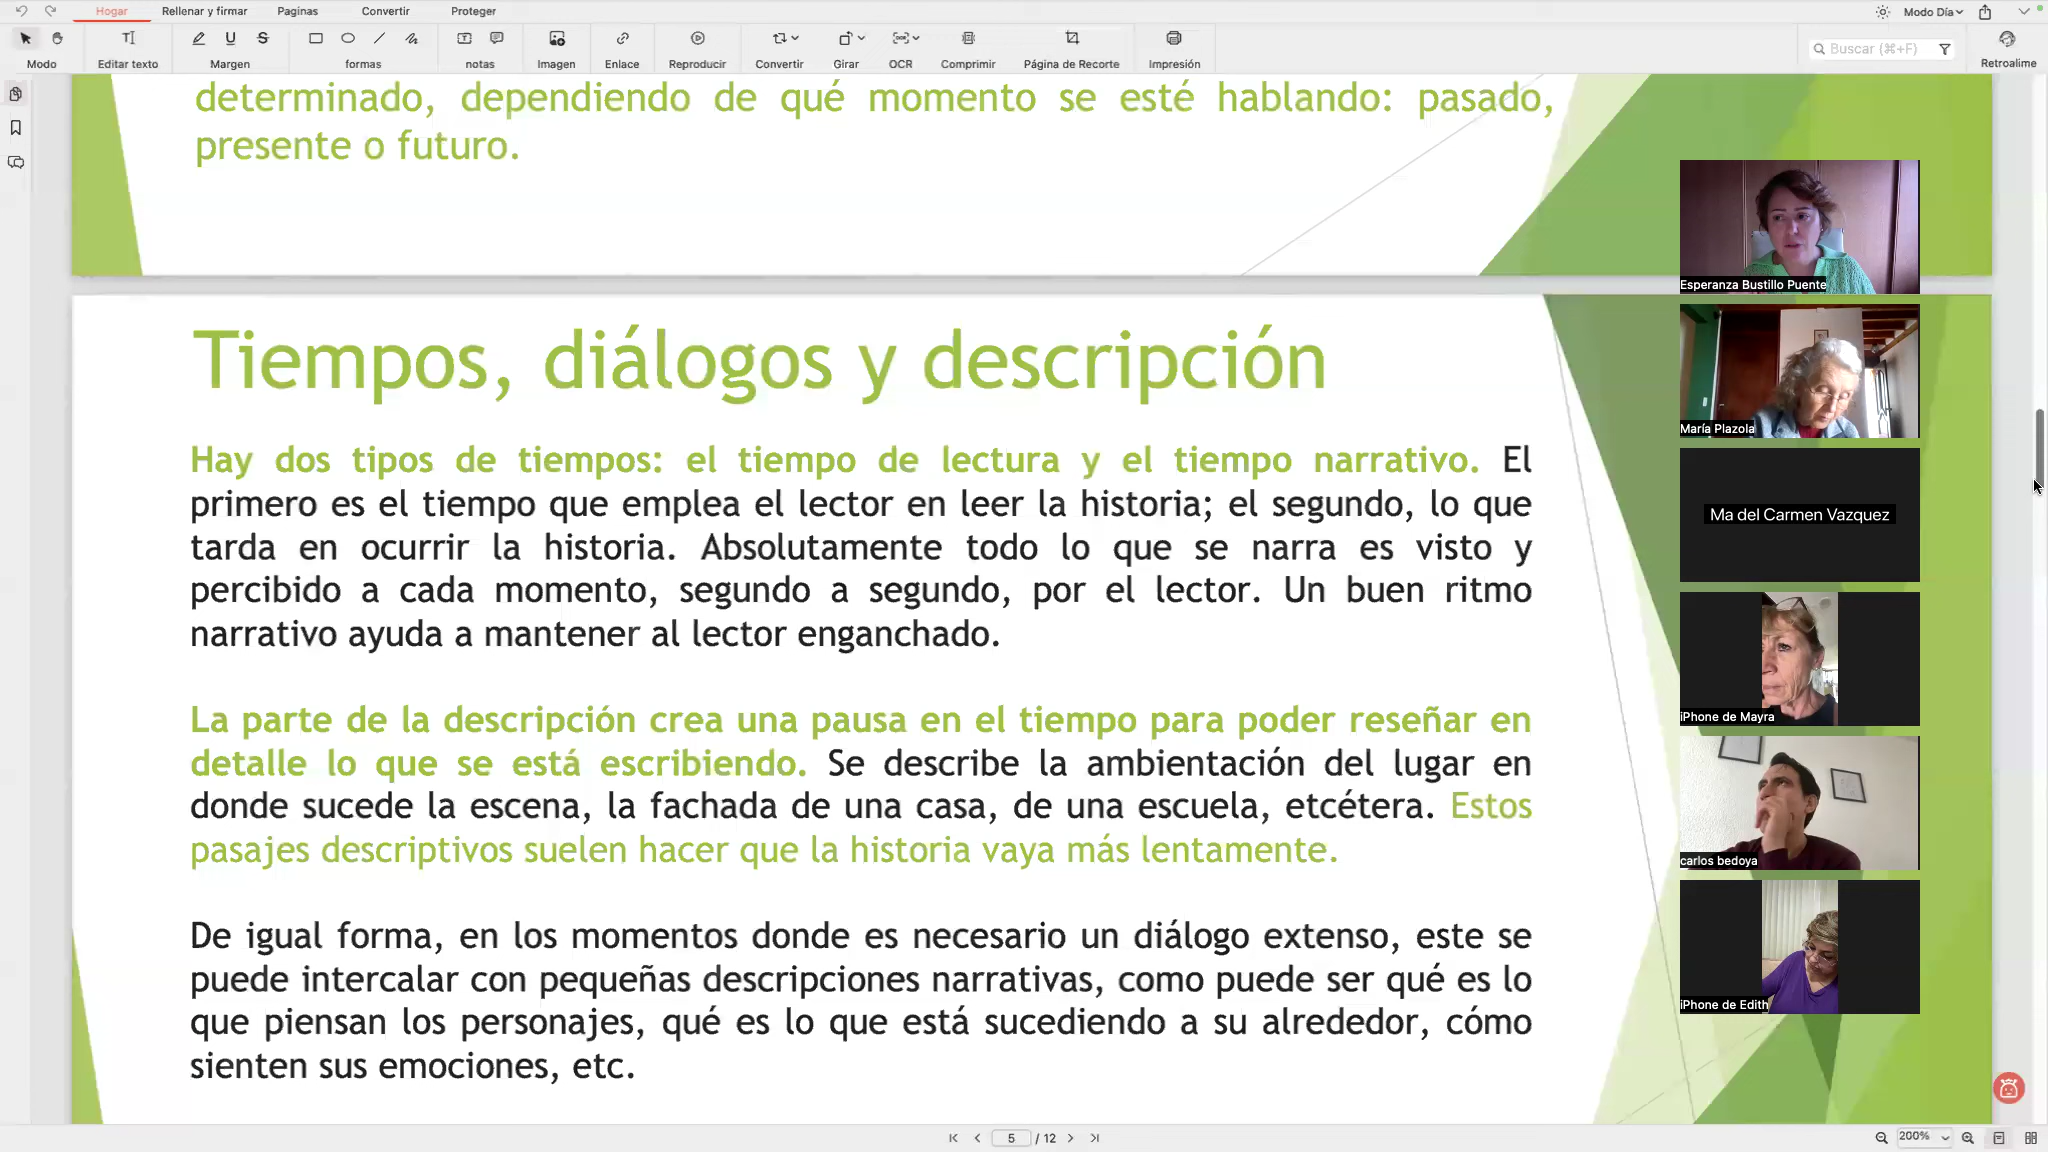 Hogar
Rellenar y firmar
Paginas
Convertir
Proteger
Modo Día
Modo
Editar texto
Margen
formas
notas
Imagen
Enlace
Reproducir
Convertir
Girar
OCR
Comprimir
Página de Recorte
Impresión
Buscar (⌘+F)
Retroalime
determinado, dependiendo de qué momento se esté hablando: pasado,
presente o futuro.
Tiempos, diálogos y descripción
Hay dos tipos de tiempos: el tiempo de lectura y el tiempo narrativo. El
primero es el tiempo que emplea el lector en leer la historia; el segundo, lo que
tarda en ocurrir la historia. Absolutamente todo lo que se narra es visto y
percibido a cada momento, segundo a segundo, por el lector. Un buen ritmo
narrativo ayuda a mantener al lector enganchado.
La parte de la descripción crea una pausa en el tiempo para poder reseñar en
detalle lo que se está escribiendo. Se describe la ambientación del lugar en
donde sucede la escena, la fachada de una casa, de una escuela, etcétera. Estos
pasajes descriptivos suelen hacer que la historia vaya más lentamente.
De igual forma, en los momentos donde es necesario un diálogo extenso, este se
puede intercalar con pequeñas descripciones narrativas, como puede ser qué es lo
que piensan los personajes, qué es lo que está sucediendo a su alrededor, cómo
sienten sus emociones, etc.
Esperanza Bustillo Puente
María Plazola
Ma del Carmen Vazquez
iPhone de Mayra
carlos bedoya
iPhone de Edith
5 / 12
200%